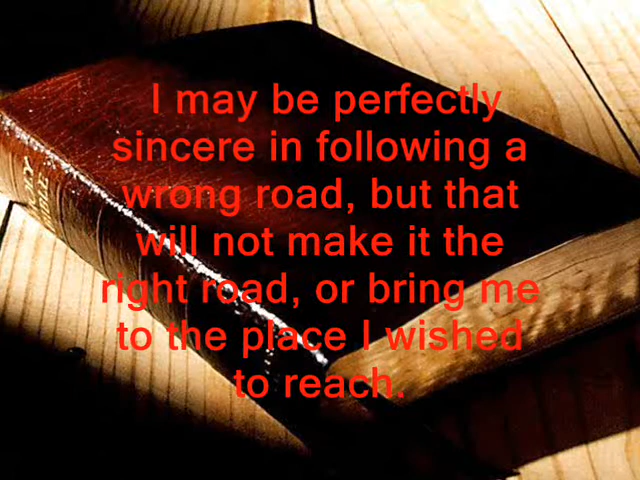 I may be perfectly
sincere in following a
wrong road, but that
will not make it the
right road, or bring me
to the place I wished
to reach.